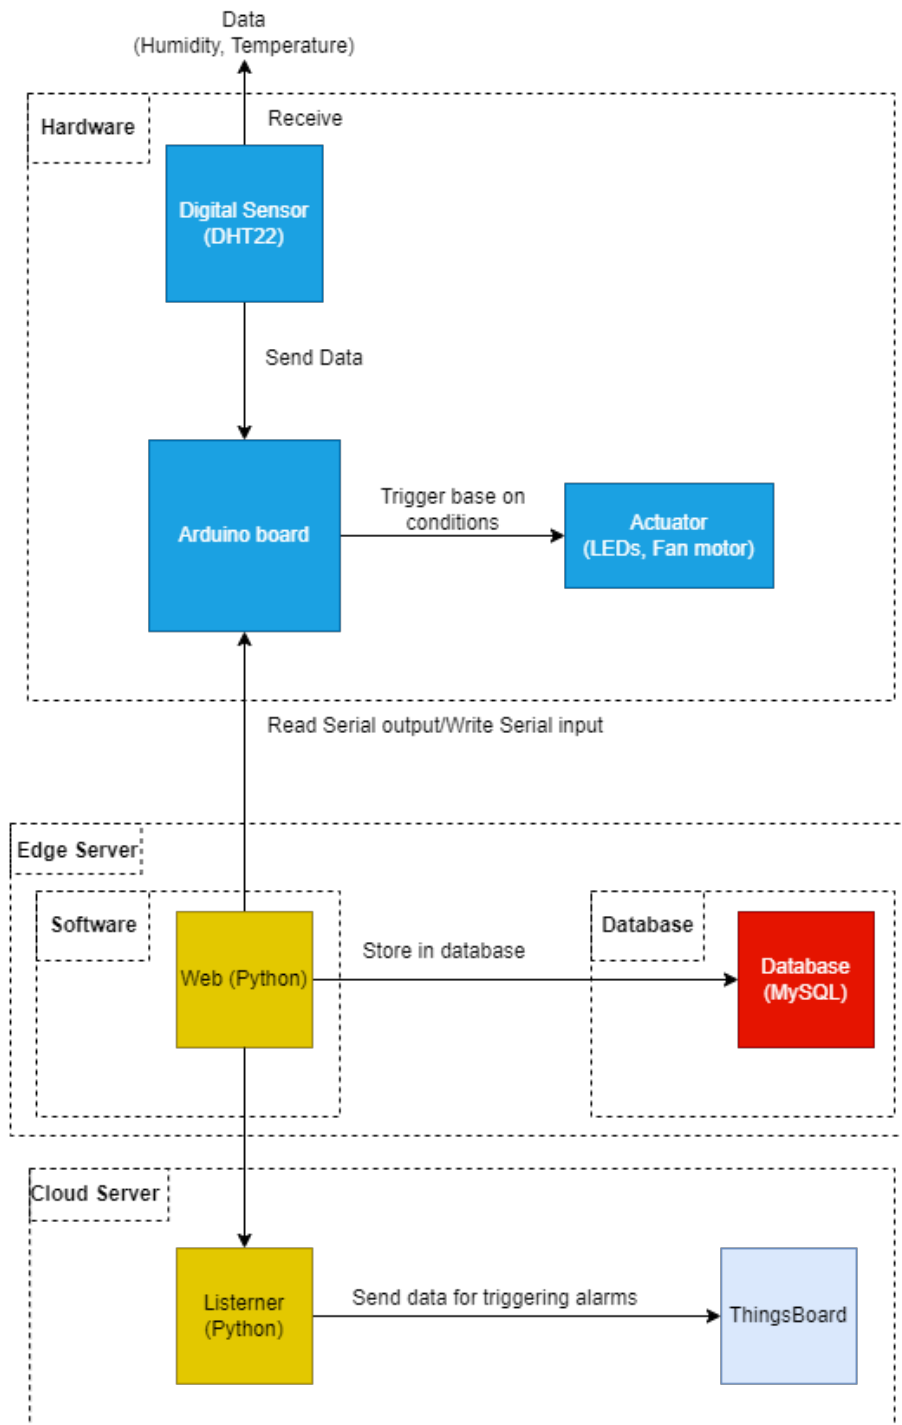 Data
(Humidity, Temperature)
Hardware
Receive
Digital Sensor
(DHT22)
Send Data
Arduino board
Trigger base on
conditions
Actuator
(LEDs, Fan motor)
Read Serial output/Write Serial input
Edge Server
Software
Web (Python)
Store in database
Database
Database
(MySQL)
Cloud Server
Listerner
(Python)
Send data for triggering alarms
ThingsBoard